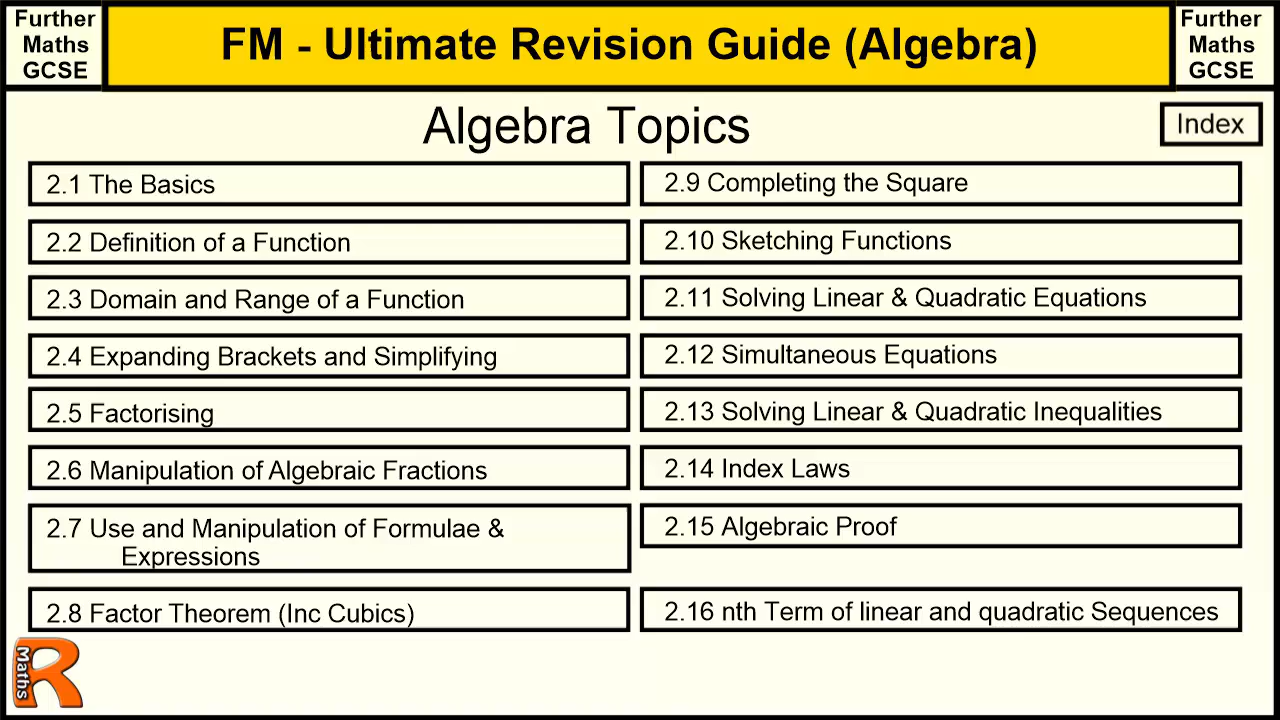 Further
Maths
GCSE
FM - Ultimate Revision Guide (Algebra)
Further
Maths
GCSE
Algebra Topics
Index
2.1 The Basics
2.2 Definition of a Function
2.3 Domain and Range of a Function
2.4 Expanding Brackets and Simplifying
2.5 Factorising
2.6 Manipulation of Algebraic Fractions
2.7 Use and Manipulation of Formulae &
Expressions
2.8 Factor Theorem (Inc Cubics)
2.9 Completing the Square
2.10 Sketching Functions
2.11 Solving Linear & Quadratic Equations
2.12 Simultaneous Equations
2.13 Solving Linear & Quadratic Inequalities
2.14 Index Laws
2.15 Algebraic Proof
2.16 nth Term of linear and quadratic Sequences
R
Maths